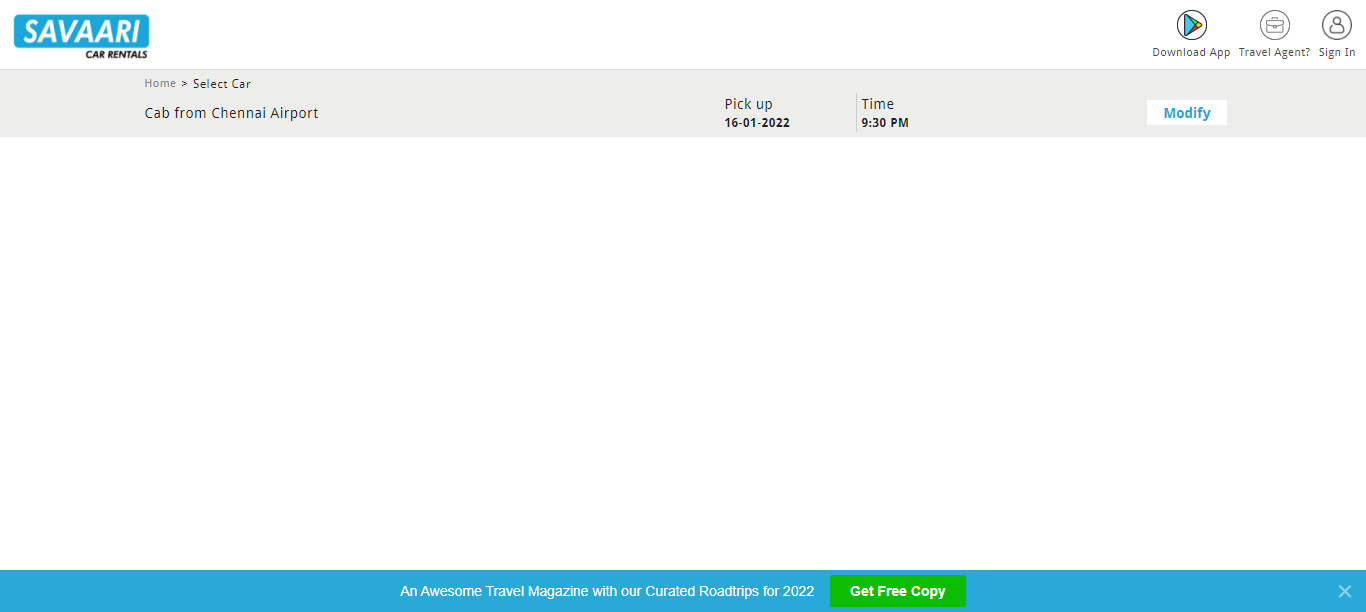 SAVAARI
CAR RENTALS
Download App Travel Agent? Sign In
Home > Select Car
Cab from Chennai Airport
Pick up
16-01-2022
Time
9:30 PM
Modify
An Awesome Travel Magazine with our Curated Roadtrips for 2022
Get Free Copy